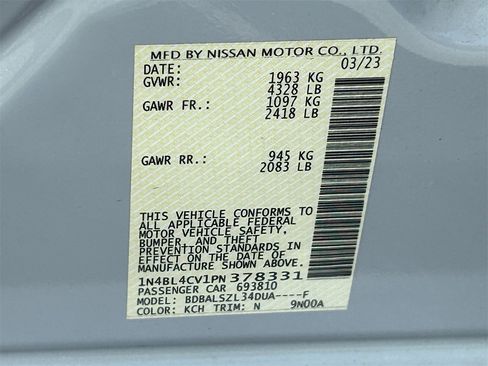 MFD BY NISSAN MOTOR CO., LTD.
DATE: 03/23
GVWR: 1963 KG
4328 LB
GAWR FR.: 1097 KG
2418 LB
GAWR RR.: 945 KG
2083 LB
THIS VEHICLE CONFORMS TO
ALL APPLICABLE FEDERAL
MOTOR VEHICLE SAFETY,
BUMPER, AND THEFT
PREVENTION STANDARDS IN
EFFECT ON THE DATE OF
MANUFACTURE SHOWN ABOVE.
1N4BL4CV1PN378331
PASSENGER CAR 693810
MODEL: BDBALSZL34DUA----F
COLOR: KCH TRIM: N 9N00A